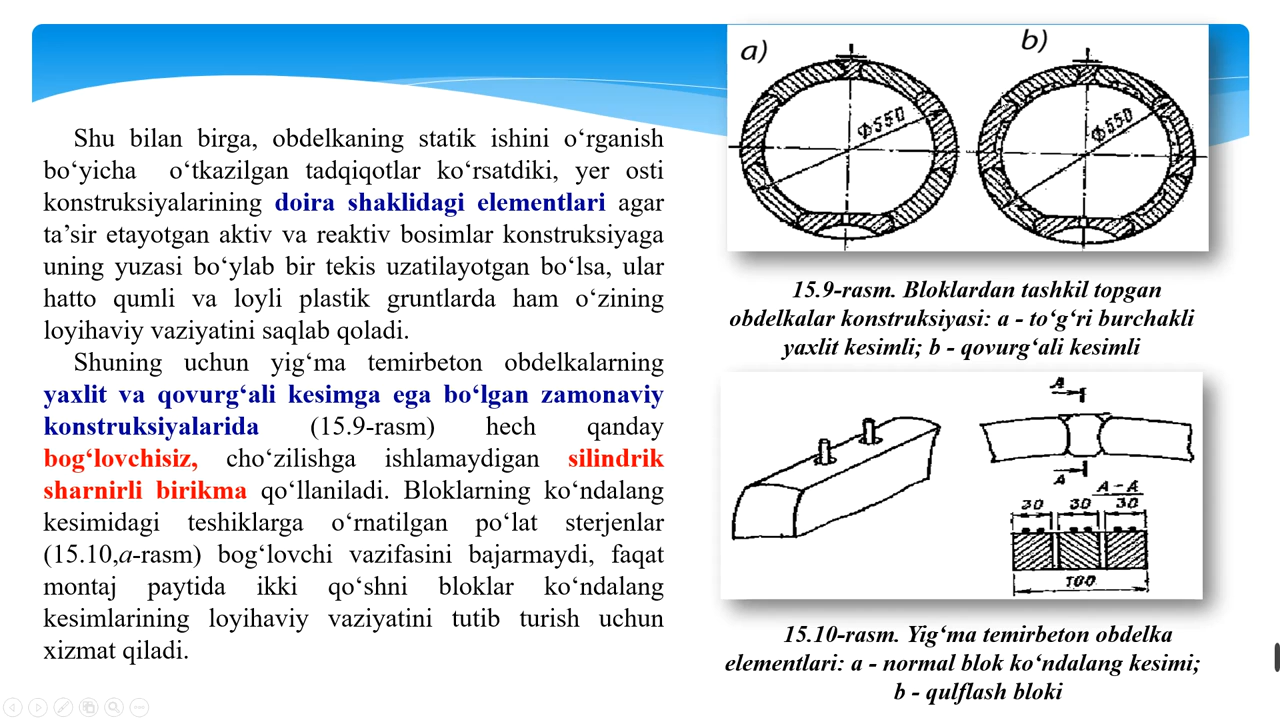 Shu bilan birga, obdelkaning statik ishini o‘rganish
bo‘yicha o‘tkazilgan tadqiqotlar ko‘rsatdiki, yer osti
konstruksiyalarining doira shaklidagi elementlari agar
ta’sir etayotgan aktiv va reaktiv bosimlar konstruksiyaga
uning yuzasi bo‘ylab bir tekis uzatilayotgan bo‘lsa, ular
hatto qumli va loyli plastik gruntlarda ham o‘zining
loyihaviy vaziyatini saqlab qoladi.
Shuning uchun yig‘ma temirbeton obdelkalarning
yaxlit va qovurg‘ali kesimga ega bo‘lgan zamonaviy
konstruksiyalarida (15.9-rasm) hech qanday
bog‘lovchisiz, cho‘zilishga ishlamaydigan silindrik
sharnirli birikma qo‘llaniladi. Bloklarning ko‘ndalang
kesimidagi teshiklarga o‘rnatilgan po‘lat sterjenlar
(15.10,a-rasm) bog‘lovchi vazifasini bajarmaydi, faqat
montaj paytida ikki qo‘shni bloklar ko‘ndalang
kesimlarining loyihaviy vaziyatini tutib turish uchun
xizmat qiladi.
a)
b)
Ф550
Ф550
15.9-rasm. Bloklardan tashkil topgan
obdelkalar konstruksiyasi: a - to‘g‘ri burchakli
yaxlit kesimli; b - qovurg‘ali kesimli
A
A
A-A
30 30 30
100
15.10-rasm. Yig‘ma temirbeton obdelka
elementlari: a - normal blok ko‘ndalang kesimi;
b - qulflash bloki